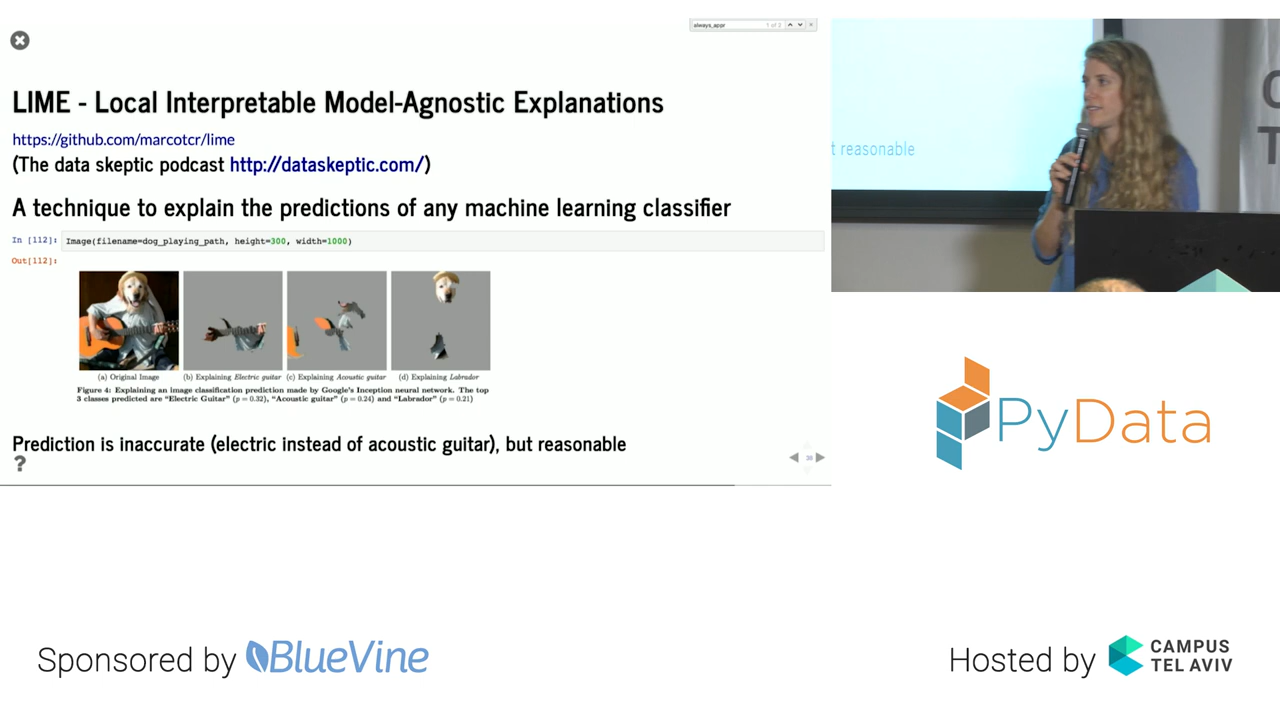 always_appr 1 of 2
LIME - Local Interpretable Model-Agnostic Explanations
https://github.com/marcotcr/lime
(The data skeptic podcast http://dataskeptic.com/)
A technique to explain the predictions of any machine learning classifier
In [112]: Image(filename=dog_playing_path, height=300, width=1000)
Out[112]:
(a) Original Image (b) Explaining Electric guitar (c) Explaining Acoustic guitar (d) Explaining Labrador
Figure 4: Explaining an image classification prediction made by Google's Inception neural network. The top
3 classes predicted are "Electric Guitar" (p = 0.32), "Acoustic guitar" (p = 0.24) and "Labrador" (p = 0.21)
Prediction is inaccurate (electric instead of acoustic guitar), but reasonable
?
38
t reasonable
C
T
PyData
Sponsored by BlueVine
Hosted by CAMPUS
TEL AVIV